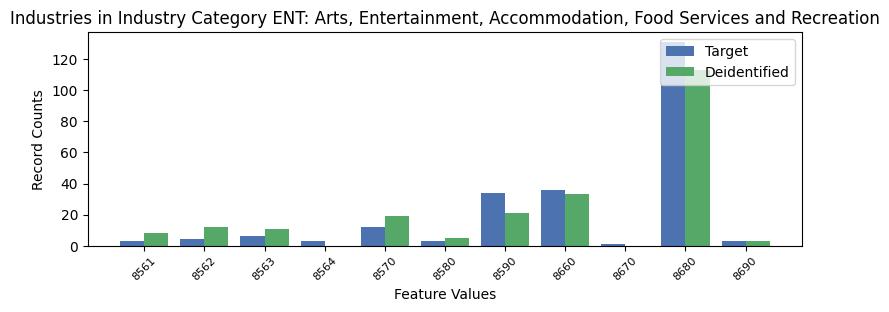 Industries in Industry Category ENT: Arts, Entertainment, Accommodation, Food Services and Recreation
Target
Deidentified
Record Counts
120
100
80
60
40
20
0
8561 8562 8563 8564 8570 8580 8590 8660 8670 8680 8690
Feature Values